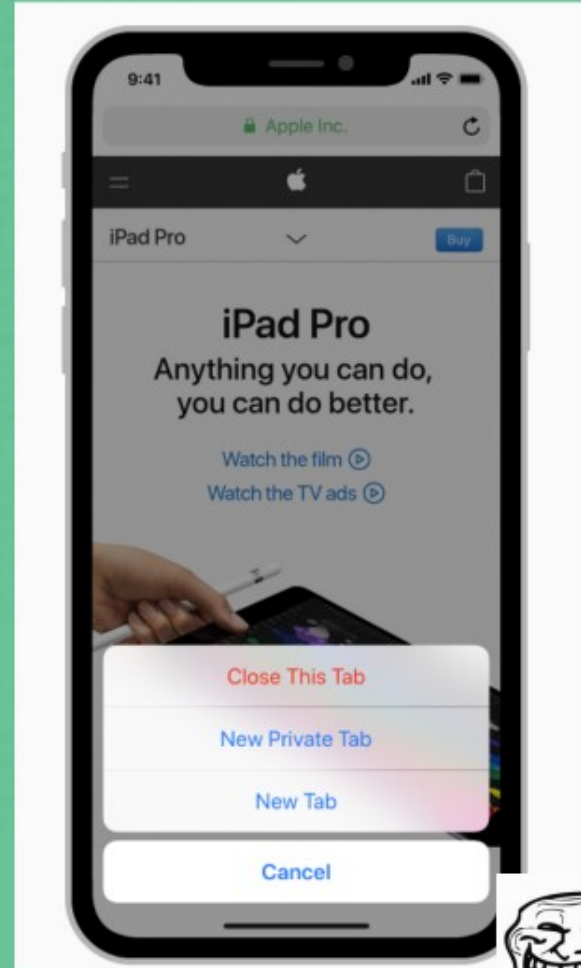 9:41
Apple Inc.
iPad Pro
Buy
iPad Pro
Anything you can do,
you can do better.
Watch the film
Watch the TV ads
Close This Tab
New Private Tab
New Tab
Cancel